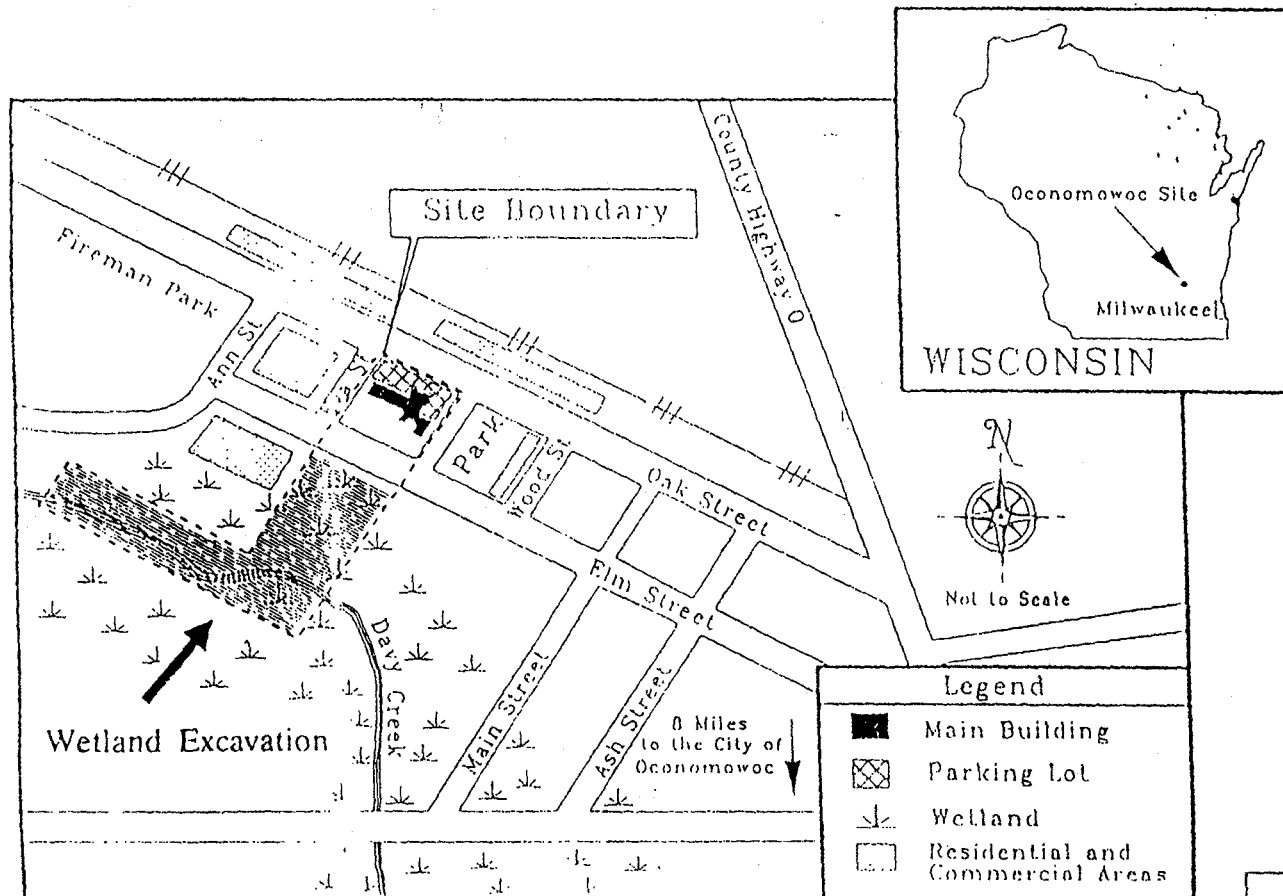 Oconomowoc Site
Milwaukee
WISCONSIN
Site Boundary
County Highway O
Fireman Park
Ann St
St
Park
Wood St
Oak Street
Elm Street
N
Not to Scale
Davy Creek
Main Street
Ash Street
Wetland Excavation
8 Miles
to the City of
Oconomowoc
Legend
Main Building
Parking Lot
Wetland
Residential and
Commercial Areas